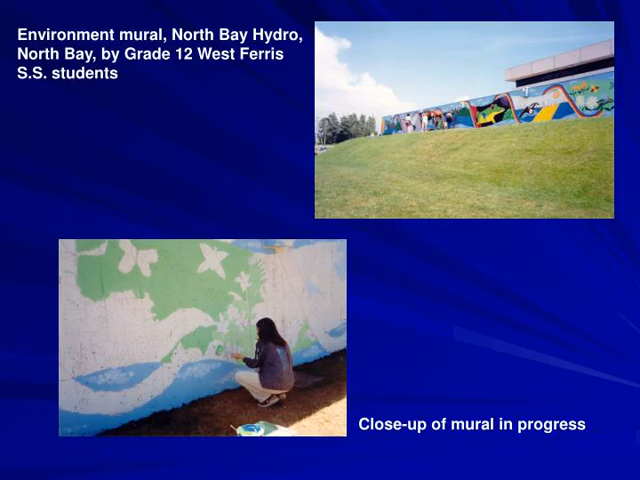 Environment mural, North Bay Hydro,
North Bay, by Grade 12 West Ferris
S.S. students
Close-up of mural in progress